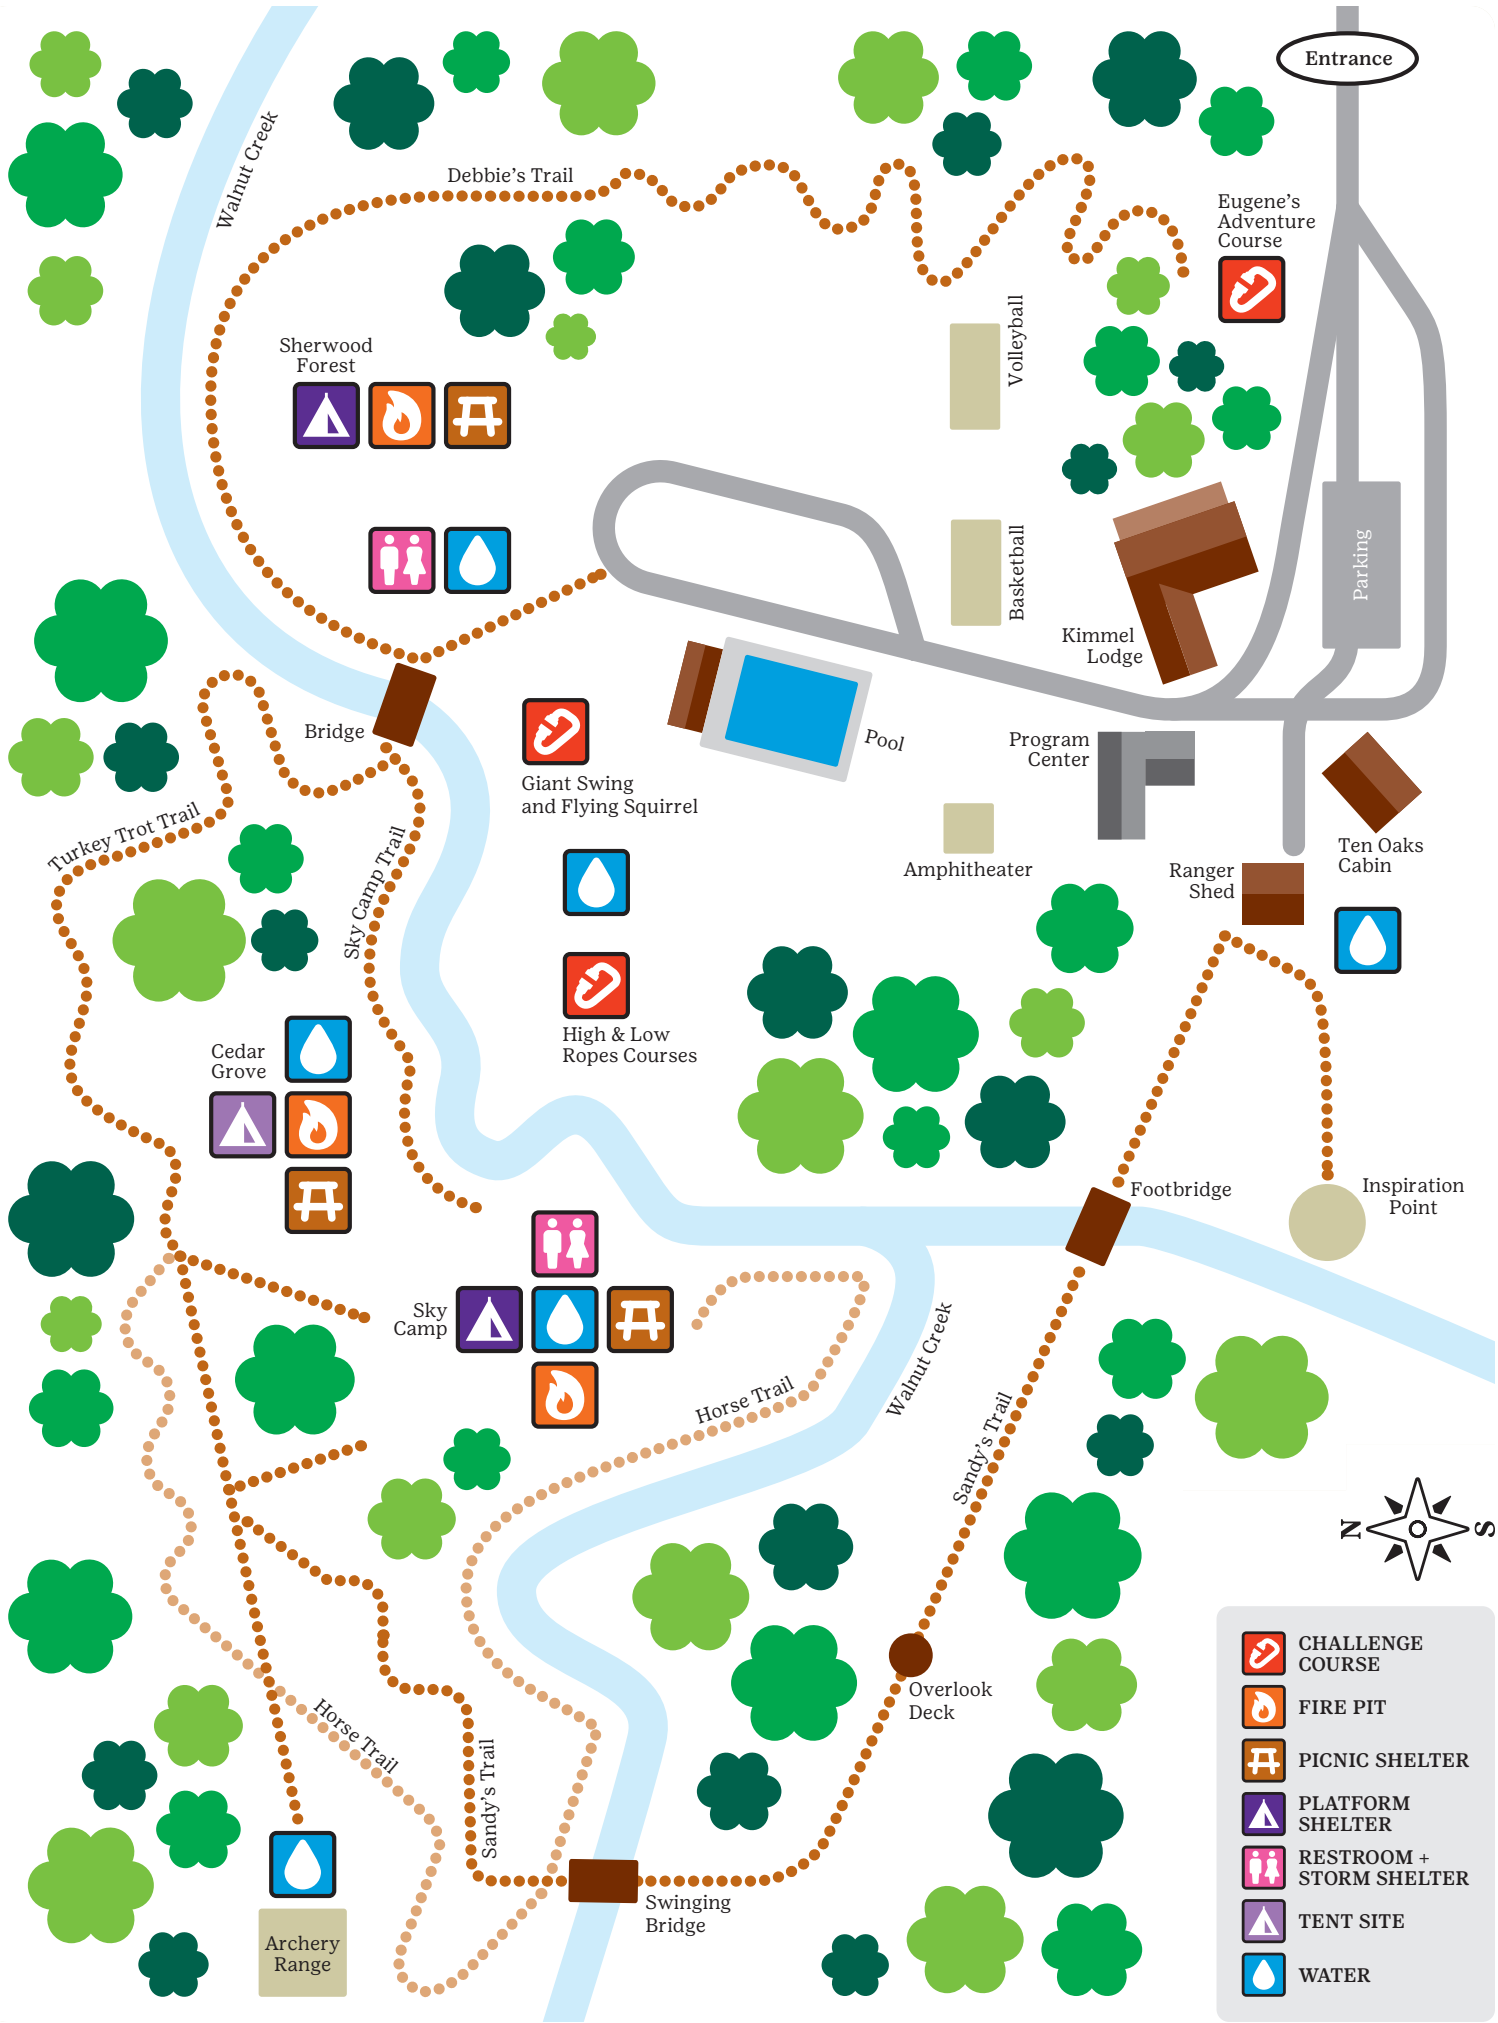 Entrance
Walnut Creek
Debbie's Trail
Eugene's
Adventure
Course
Volleyball
Sherwood
Forest
Basketball
Parking
Kimmel
Lodge
Bridge
Pool
Program
Center
Giant Swing
and Flying Squirrel
Turkey Trot Trail
Sky Camp Trail
Amphitheater
Ten Oaks
Cabin
Ranger
Shed
Cedar
Grove
High & Low
Ropes Courses
Footbridge
Inspiration
Point
Sky
Camp
Walnut Creek
Horse Trail
Sandy's Trail
N
S
Overlook
Deck
Horse Trail
Sandy's Trail
Swinging
Bridge
Archery
Range
CHALLENGE
COURSE
FIRE PIT
PICNIC SHELTER
PLATFORM
SHELTER
RESTROOM +
STORM SHELTER
TENT SITE
WATER